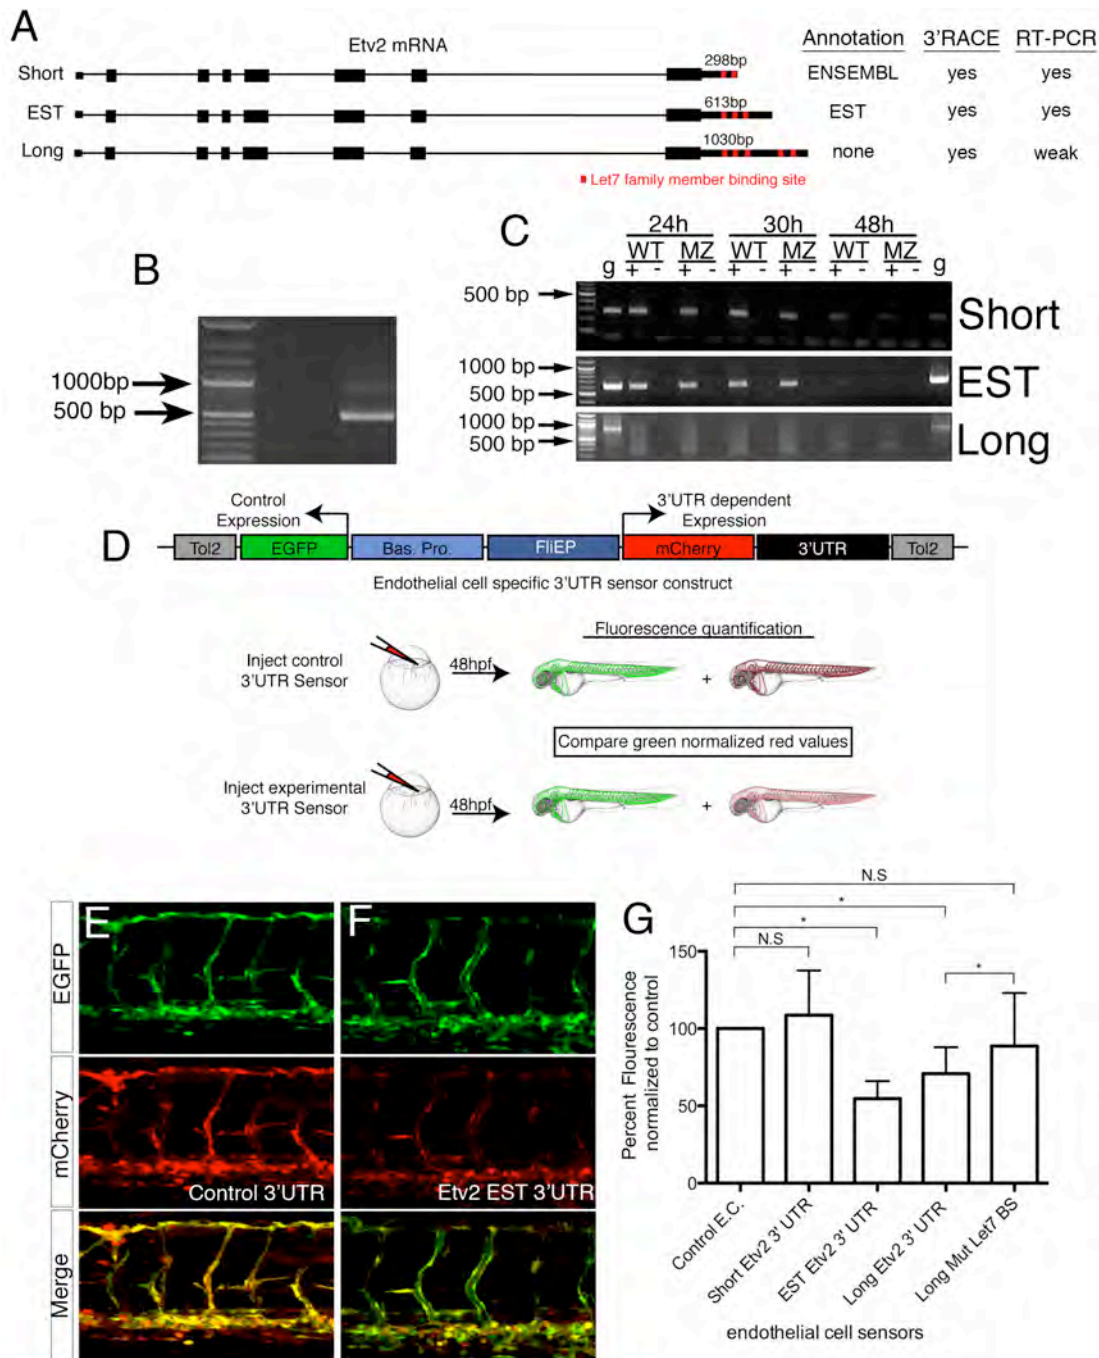 A
Etv2 mRNA
Annotation 3'RACE RT-PCR
Short 298bp ENSEMBL yes yes
EST 613bp EST yes yes
Long 1030bp none yes weak
Let7 family member binding site
B
1000bp
500 bp
C
24h 30h 48h
WT MZ WT MZ WT MZ
g + - + - + - + - + - + - g
500 bp Short
1000 bp
500 bp
EST
1000 bp
500 bp
Long
D
Control
Expression
3'UTR dependent
Expression
Tol2 EGFP Bas. Pro. FliEP mCherry 3'UTR Tol2
Endothelial cell specific 3'UTR sensor construct
Fluorescence quantification
Inject control
3'UTR Sensor
48hpf
+
Compare green normalized red values
Inject experimental
3'UTR Sensor
48hpf
+
E
F
EGFP
mCherry
Control 3'UTR
Etv2 EST 3'UTR
Merge
G
N.S
*
*
N.S
*
Percent Flourescence
normalized to control
150
100
50
0
Control E.C.
Short Etv2 3' UTR
EST Etv2 3' UTR
Long Etv2 3' UTR
Long Mut Let7 BS
endothelial cell sensors